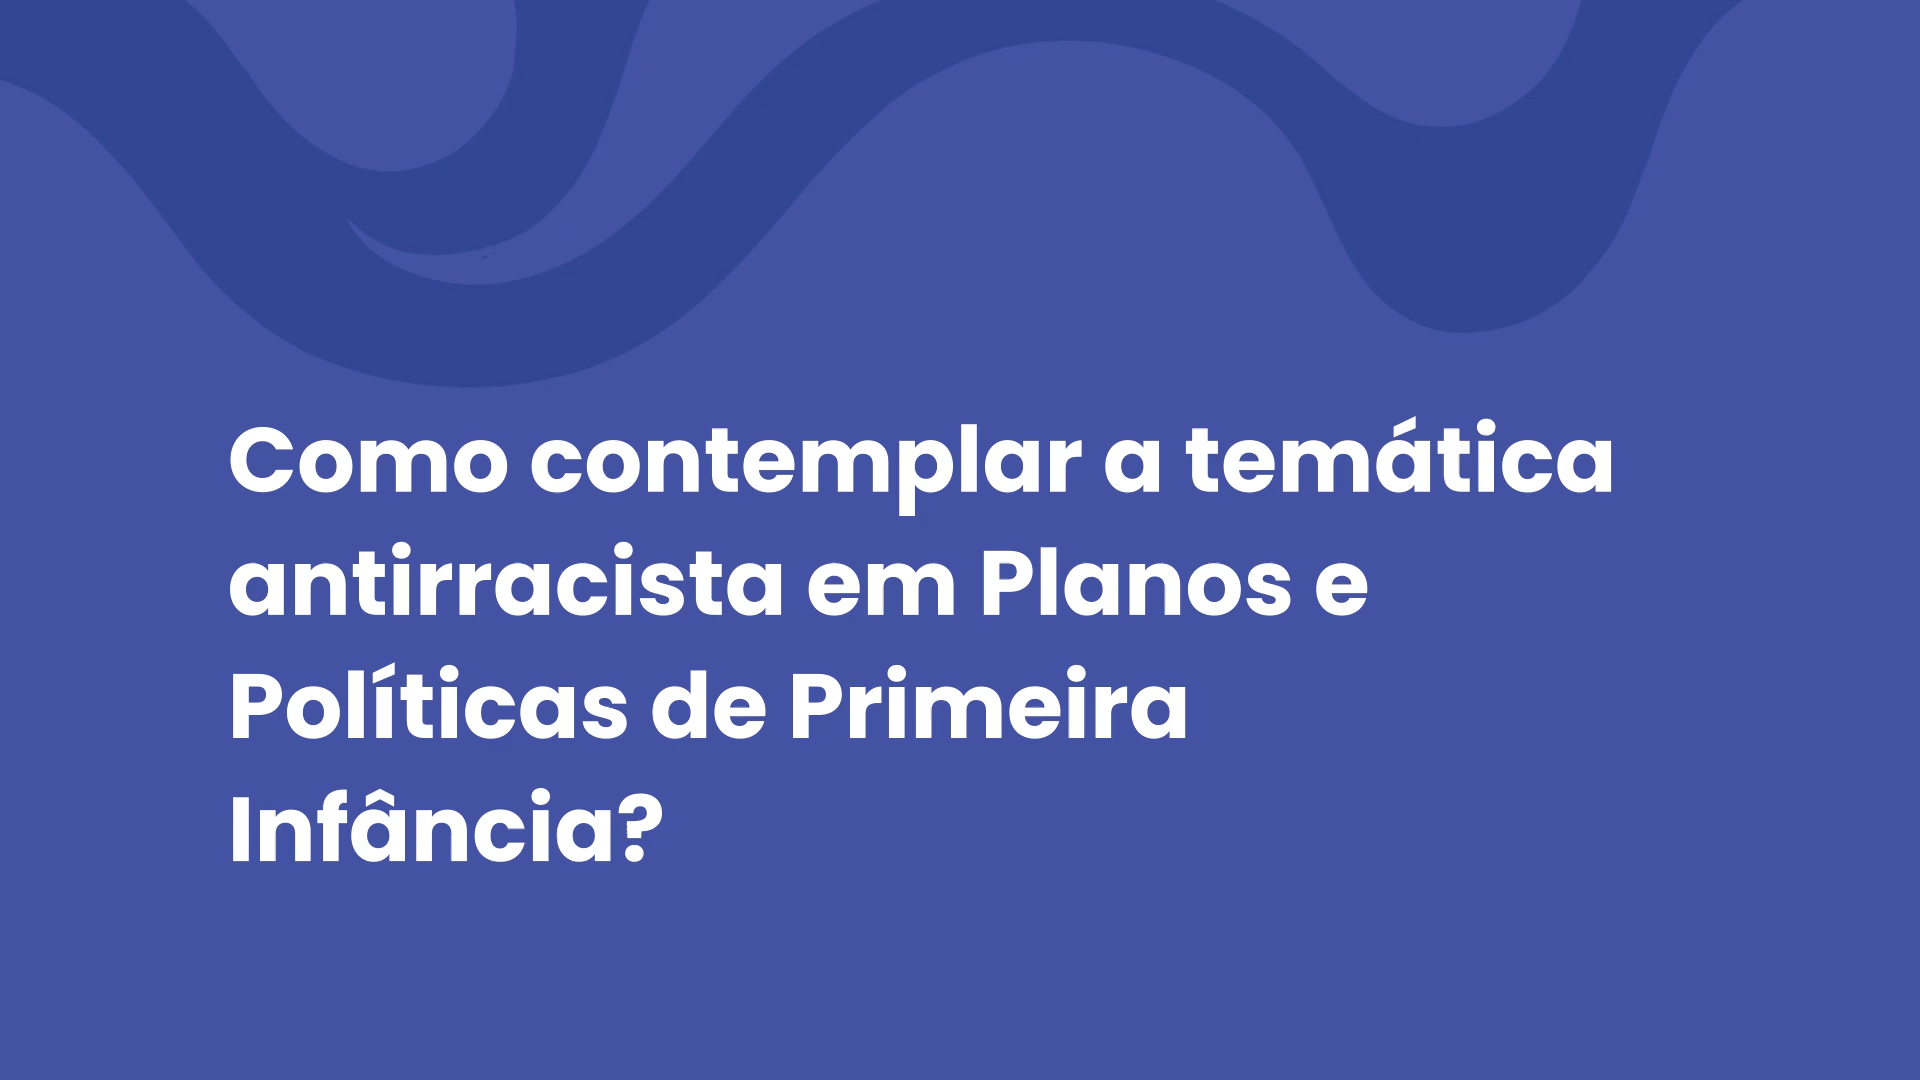 Como contemplar a temática
antirracista em Planos e
Políticas de Primeira
Infância?